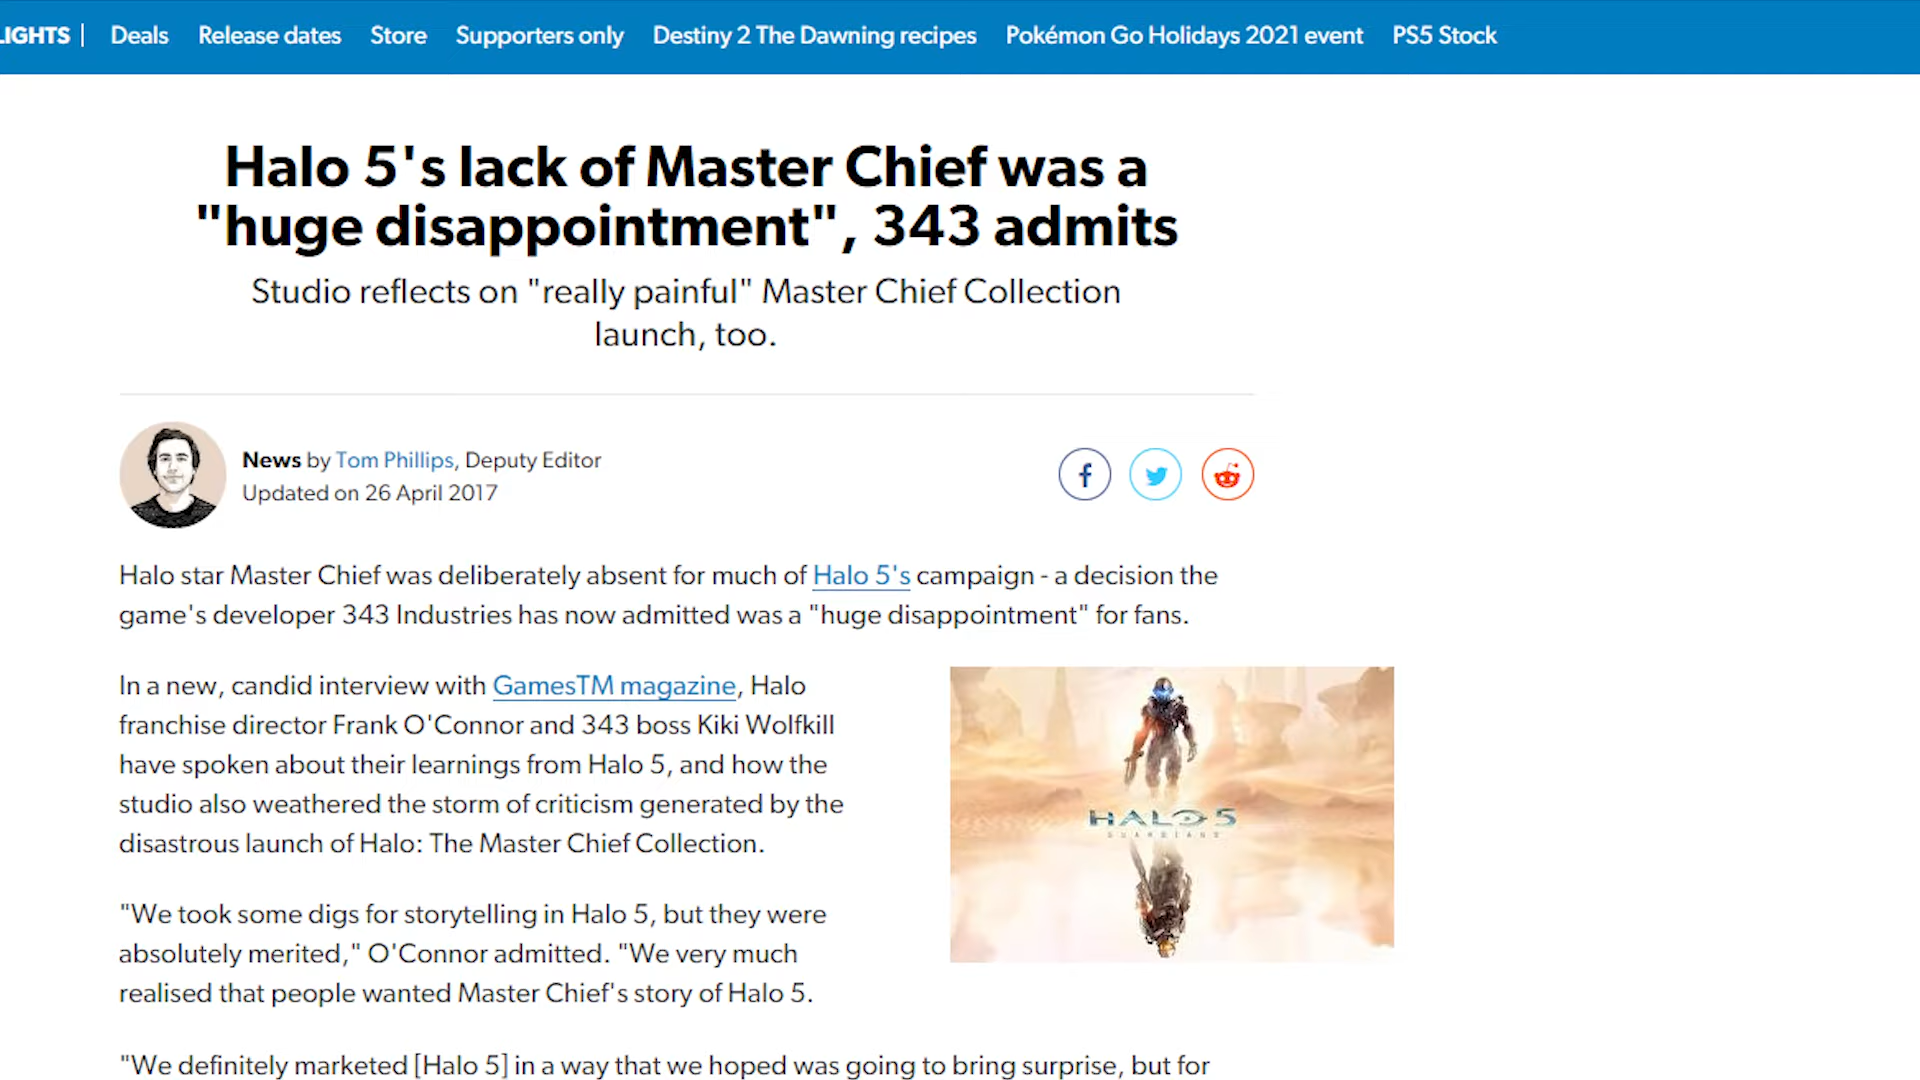 LIGHTS | Deals Release dates Store Supporters only Destiny 2 The Dawning recipes Pokémon Go Holidays 2021 event PS5 Stock
Halo 5's lack of Master Chief was a
"huge disappointment", 343 admits
Studio reflects on "really painful" Master Chief Collection
launch, too.
News by Tom Phillips, Deputy Editor
Updated on 26 April 2017
Halo star Master Chief was deliberately absent for much of Halo 5's campaign - a decision the
game's developer 343 Industries has now admitted was a "huge disappointment" for fans.
In a new, candid interview with GamesTM magazine, Halo
franchise director Frank O'Connor and 343 boss Kiki Wolfkill
have spoken about their learnings from Halo 5, and how the
studio also weathered the storm of criticism generated by the
disastrous launch of Halo: The Master Chief Collection.
HALO 5
GUARDIANS
"We took some digs for storytelling in Halo 5, but they were
absolutely merited," O'Connor admitted. "We very much
realised that people wanted Master Chief's story of Halo 5.
"We definitely marketed [Halo 5] in a way that we hoped was going to bring surprise, but for